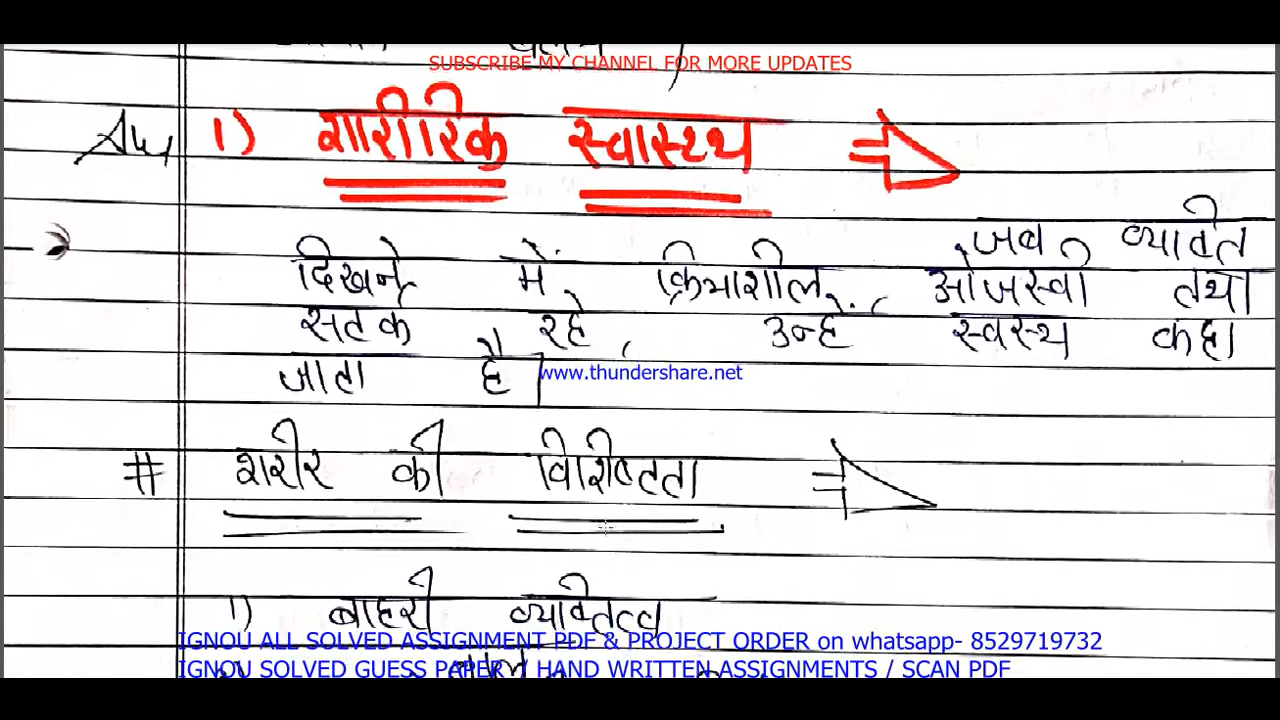 SUBSCRIBE MY CHANNEL FOR MORE UPDATES
Ans 1) शारीरिक स्वास्थ्य
जब व्यक्ति
दिखने में क्रियाशील, ओजस्वी तथा
सतर्क रहे, उन्हें स्वस्थ कहा
जाता है।
www.thundershare.net
# शरीर की विशिष्टता
1) बाहरी व्यक्तित्व
IGNOU ALL SOLVED ASSIGNMENT PDF & PROJECT ORDER on whatsapp- 8529719732
IGNOU SOLVED GUESS PAPER / HAND WRITTEN ASSIGNMENTS / SCAN PDF